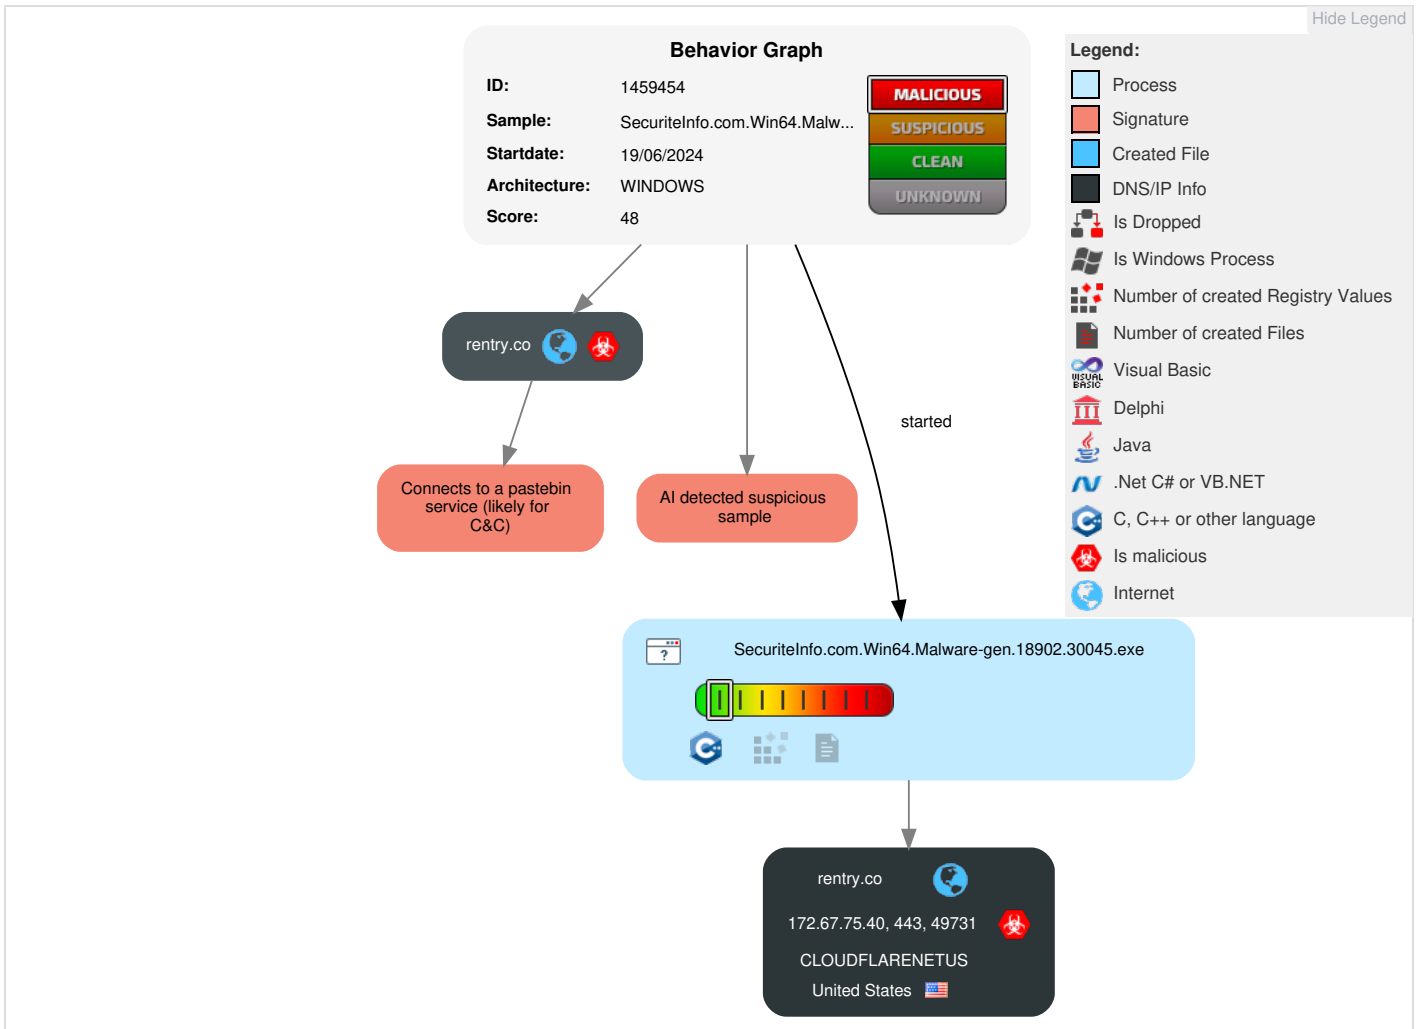 Hide Legend
Behavior Graph
ID: 1459454
Sample: SecuriteInfo.com.Win64.Malw...
Startdate: 19/06/2024
Architecture: WINDOWS
Score: 48
MALICIOUS
SUSPICIOUS
CLEAN
UNKNOWN
Legend:
Process
Signature
Created File
DNS/IP Info
Is Dropped
Is Windows Process
Number of created Registry Values
Number of created Files
VISUAL
BASIC
Visual Basic
Delphi
Java
.Net C# or VB.NET
C, C++ or other language
Is malicious
Internet
rentry.co
started
Connects to a pastebin
service (likely for
C&C)
AI detected suspicious
sample
?
SecuriteInfo.com.Win64.Malware-gen.18902.30045.exe
rentry.co
172.67.75.40, 443, 49731
CLOUDFLARENETUS
United States